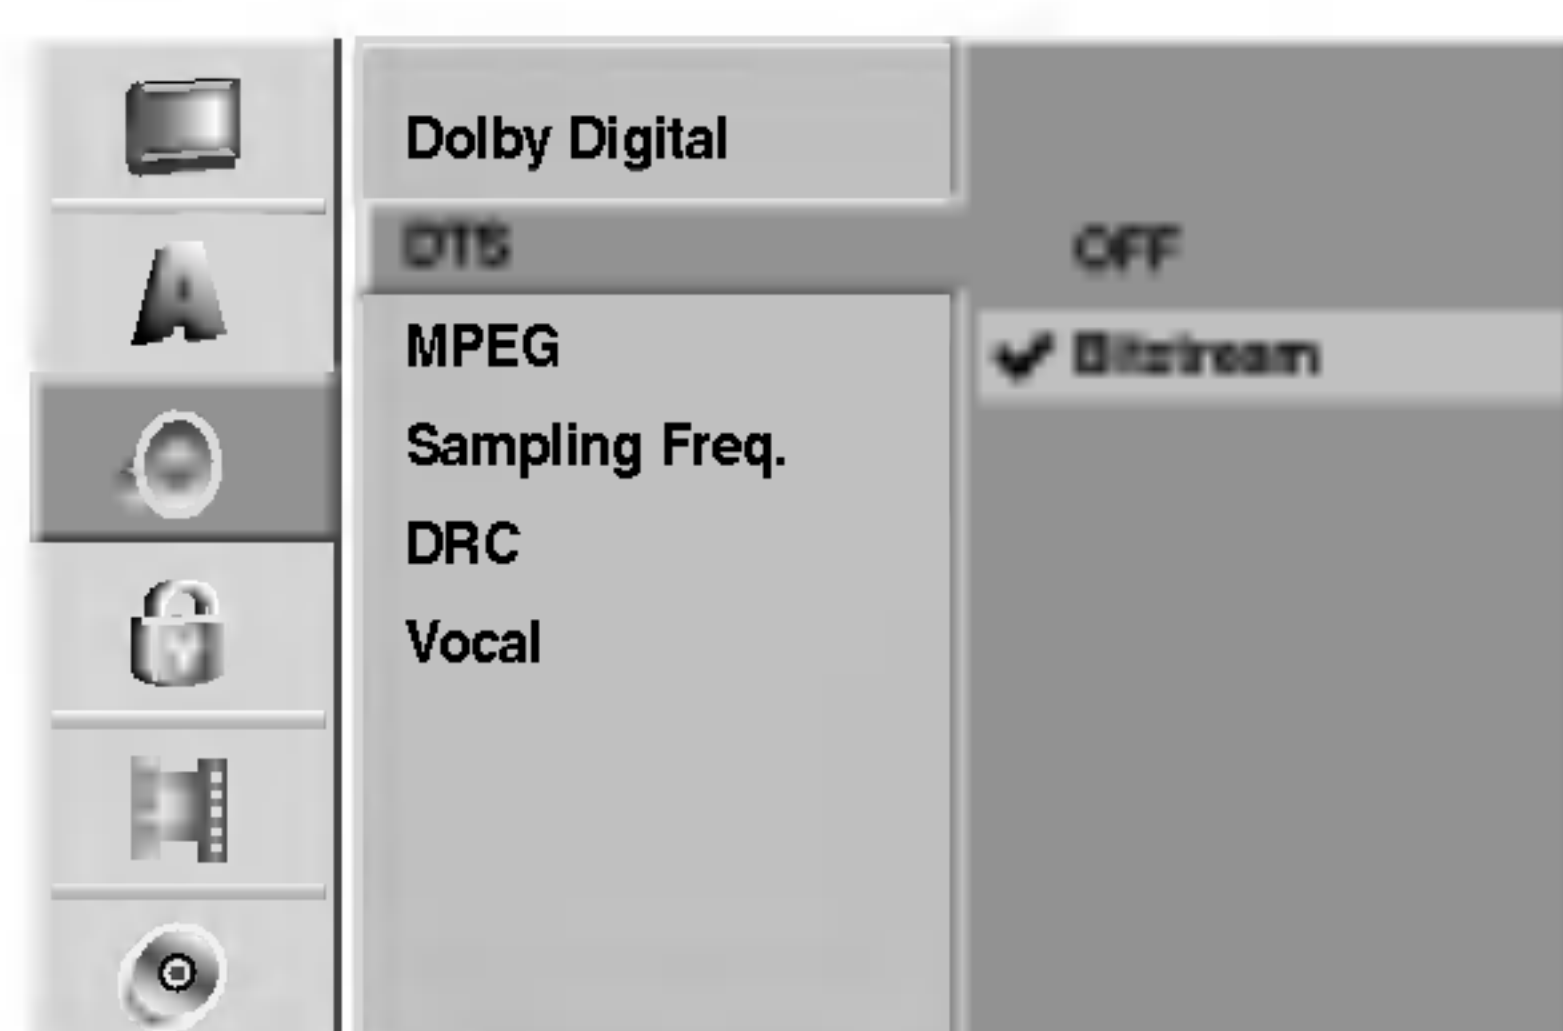 Dolby Digital
DTS
OFF
MPEG
Bitstream
Sampling Freq.
DRC
Vocal